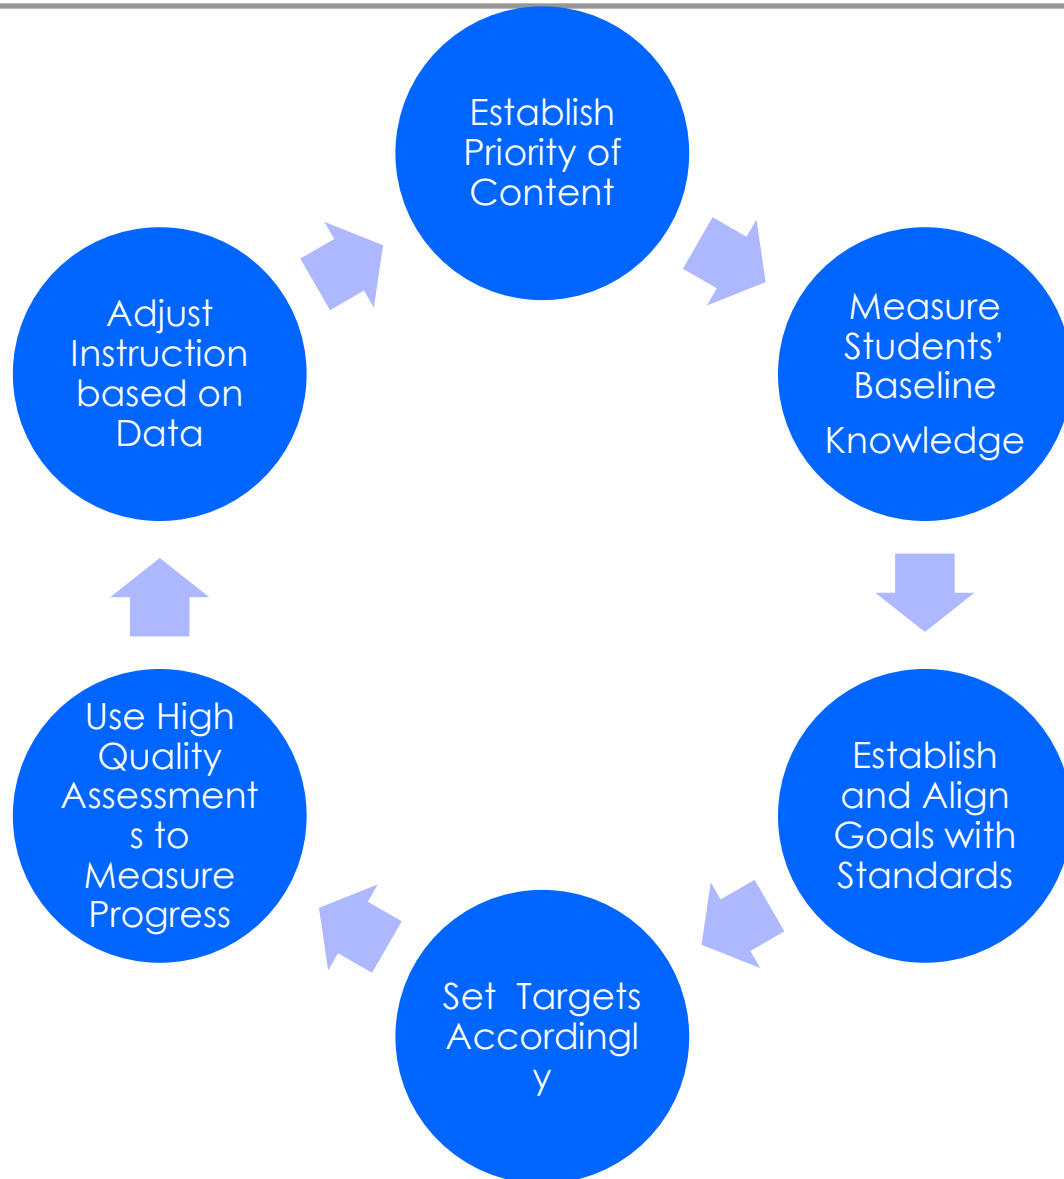 Establish
Priority of
Content
Measure
Students’
Baseline
Knowledge
Establish
and Align
Goals with
Standards
Set  Targets
Accordingl
y
Use High
Quality
Assessment
s to
Measure
Progress
Adjust
Instruction
based on
Data